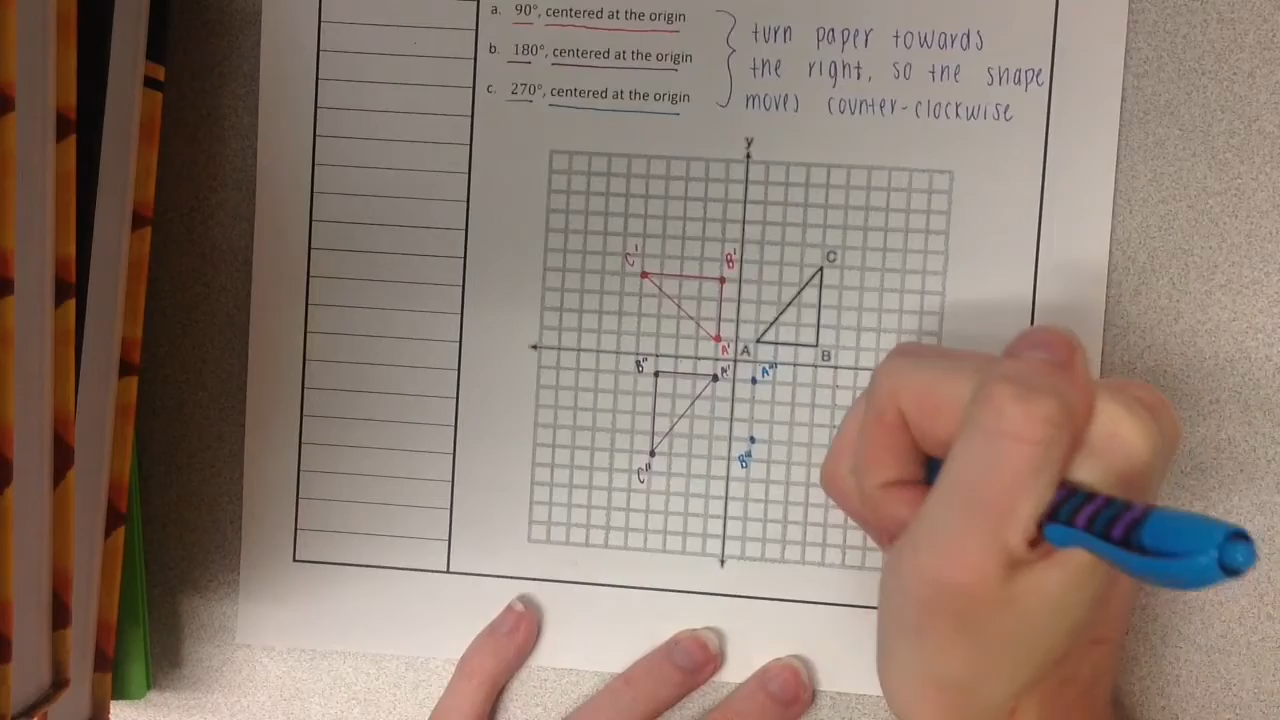 a. 90°, centered at the origin
b. 180°, centered at the origin
c. 270°, centered at the origin
turn paper towards
the right, so the shape
moves counter-clockwise
y
C'
B'
C
A'
A
B
B"
A"
A'''
B'''
C"